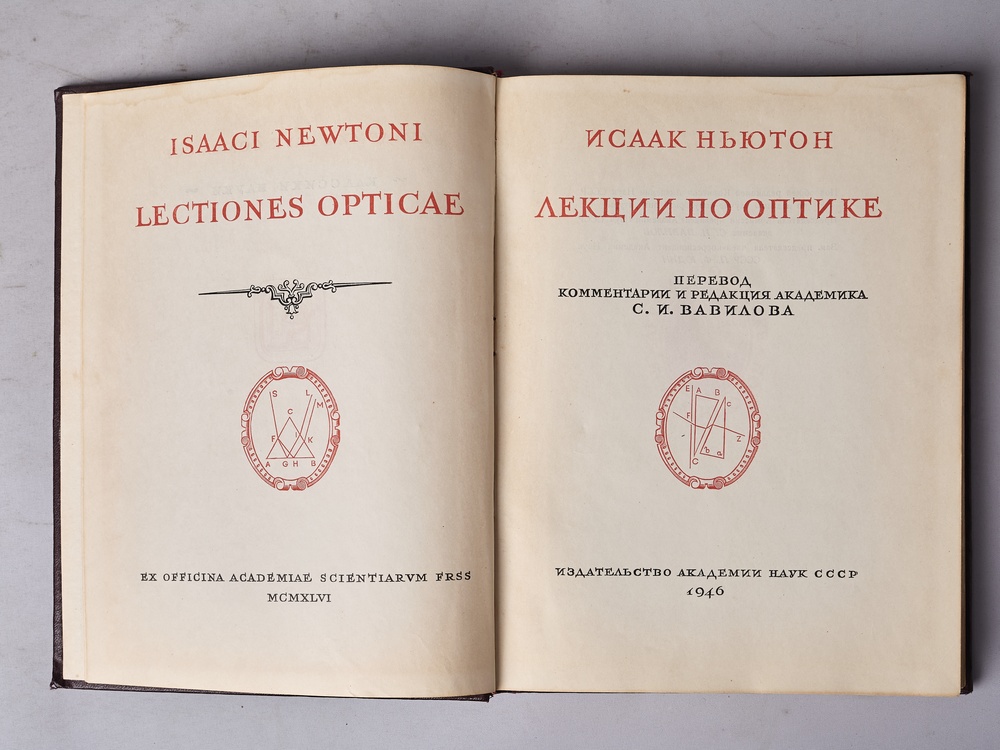 ISAACI NEWTONI
LECTIONES OPTICAE
S L
M
C
F I K
A G H B
EX OFFICINA ACADEMIAE SCIENTIARVM FRSS
MCMXLVI
ИСААК НЬЮТОН
ЛЕКЦИИ ПО ОПТИКЕ
ПЕРЕВОД
КОММЕНТАРИИ И РЕДАКЦИЯ АКАДЕМИКА
С. И. ВАВИЛОВА
E A B
c
F
Z
b a
C
ИЗДАТЕЛЬСТВО АКАДЕМИИ НАУК СССР
1946